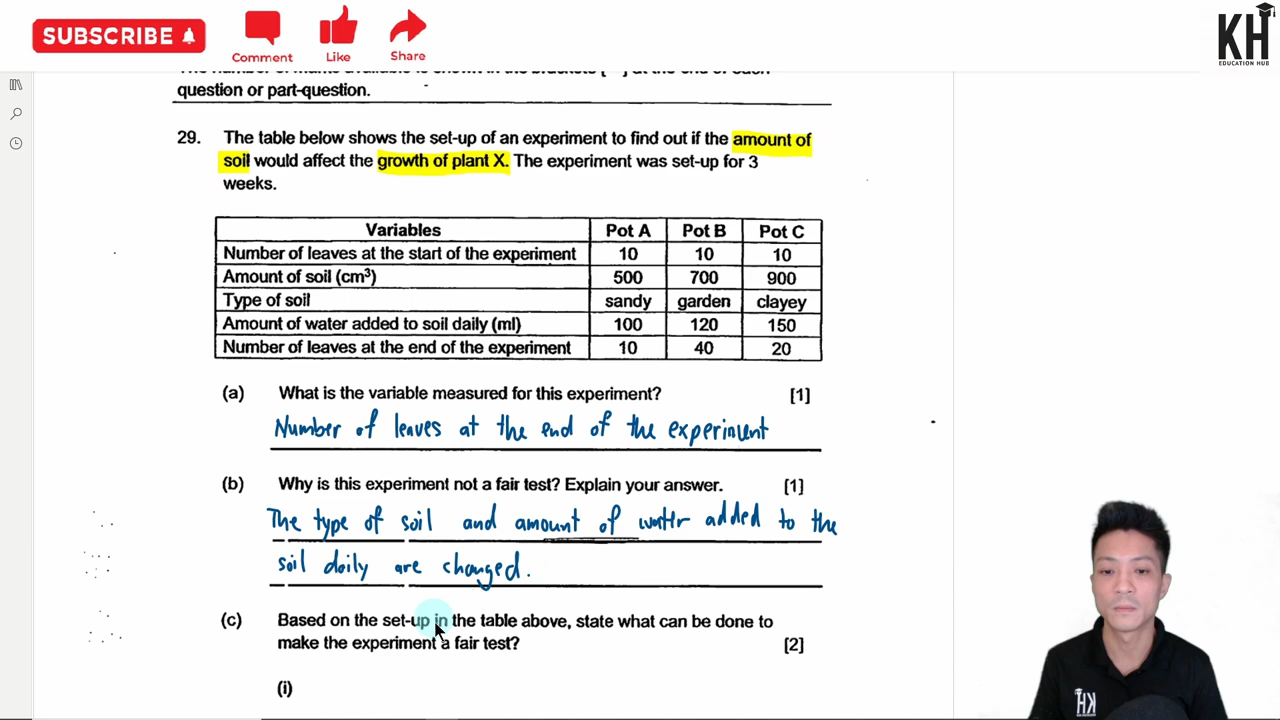 SUBSCRIBE
Comment
Like
Share
KH
EDUCATION HUB
question or part-question.
29. The table below shows the set-up of an experiment to find out if the amount of
soil would affect the growth of plant X. The experiment was set-up for 3
weeks.
Variables Pot A Pot B Pot C
Number of leaves at the start of the experiment 10 10 10
Amount of soil (cm³) 500 700 900
Type of soil sandy garden clayey
Amount of water added to soil daily (ml) 100 120 150
Number of leaves at the end of the experiment 10 40 20
(a) What is the variable measured for this experiment? [1]
Number of leaves at the end of the experiment
(b) Why is this experiment not a fair test? Explain your answer. [1]
The type of soil and amount of water added to the
soil daily are changed.
(c) Based on the set-up in the table above, state what can be done to
make the experiment a fair test? [2]
(i)
KH